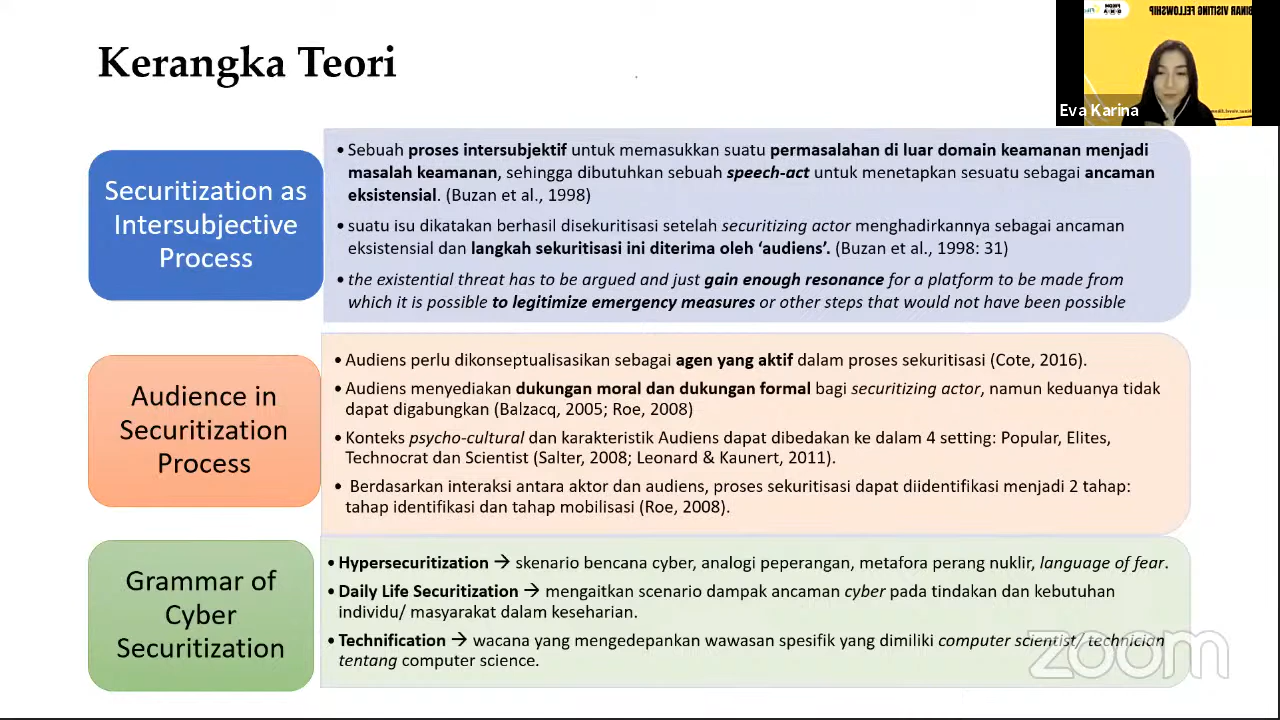 Kerangka Teori
BINAR VISITING FELLOWSHIP
Eva Karina
Securitization as
Intersubjective
Process
• Sebuah proses intersubjektif untuk memasukkan suatu permasalahan di luar domain keamanan menjadi
masalah keamanan, sehingga dibutuhkan sebuah speech-act untuk menetapkan sesuatu sebagai ancaman
eksistensial. (Buzan et al., 1998)
• suatu isu dikatakan berhasil disekuritisasi setelah securitizing actor menghadirkannya sebagai ancaman
eksistensial dan langkah sekuritisasi ini diterima oleh ‘audiens’. (Buzan et al., 1998: 31)
• the existential threat has to be argued and just gain enough resonance for a platform to be made from
which it is possible to legitimize emergency measures or other steps that would not have been possible
Audience in
Securitization
Process
• Audiens perlu dikonseptualisasikan sebagai agen yang aktif dalam proses sekuritisasi (Cote, 2016).
• Audiens menyediakan dukungan moral dan dukungan formal bagi securitizing actor, namun keduanya tidak
dapat digabungkan (Balzacq, 2005; Roe, 2008)
• Konteks psycho-cultural dan karakteristik Audiens dapat dibedakan ke dalam 4 setting: Popular, Elites,
Technocrat dan Scientist (Salter, 2008; Leonard & Kaunert, 2011).
• Berdasarkan interaksi antara aktor dan audiens, proses sekuritisasi dapat diidentifikasi menjadi 2 tahap:
tahap identifikasi dan tahap mobilisasi (Roe, 2008).
Grammar of
Cyber
Securitization
• Hypersecuritization → skenario bencana cyber, analogi peperangan, metafora perang nuklir, language of fear.
• Daily Life Securitization → mengaitkan scenario dampak ancaman cyber pada tindakan dan kebutuhan
individu/ masyarakat dalam keseharian.
• Technification → wacana yang mengedepankan wawasan spesifik yang dimiliki computer scientist/ technician
tentang computer science.
zoom